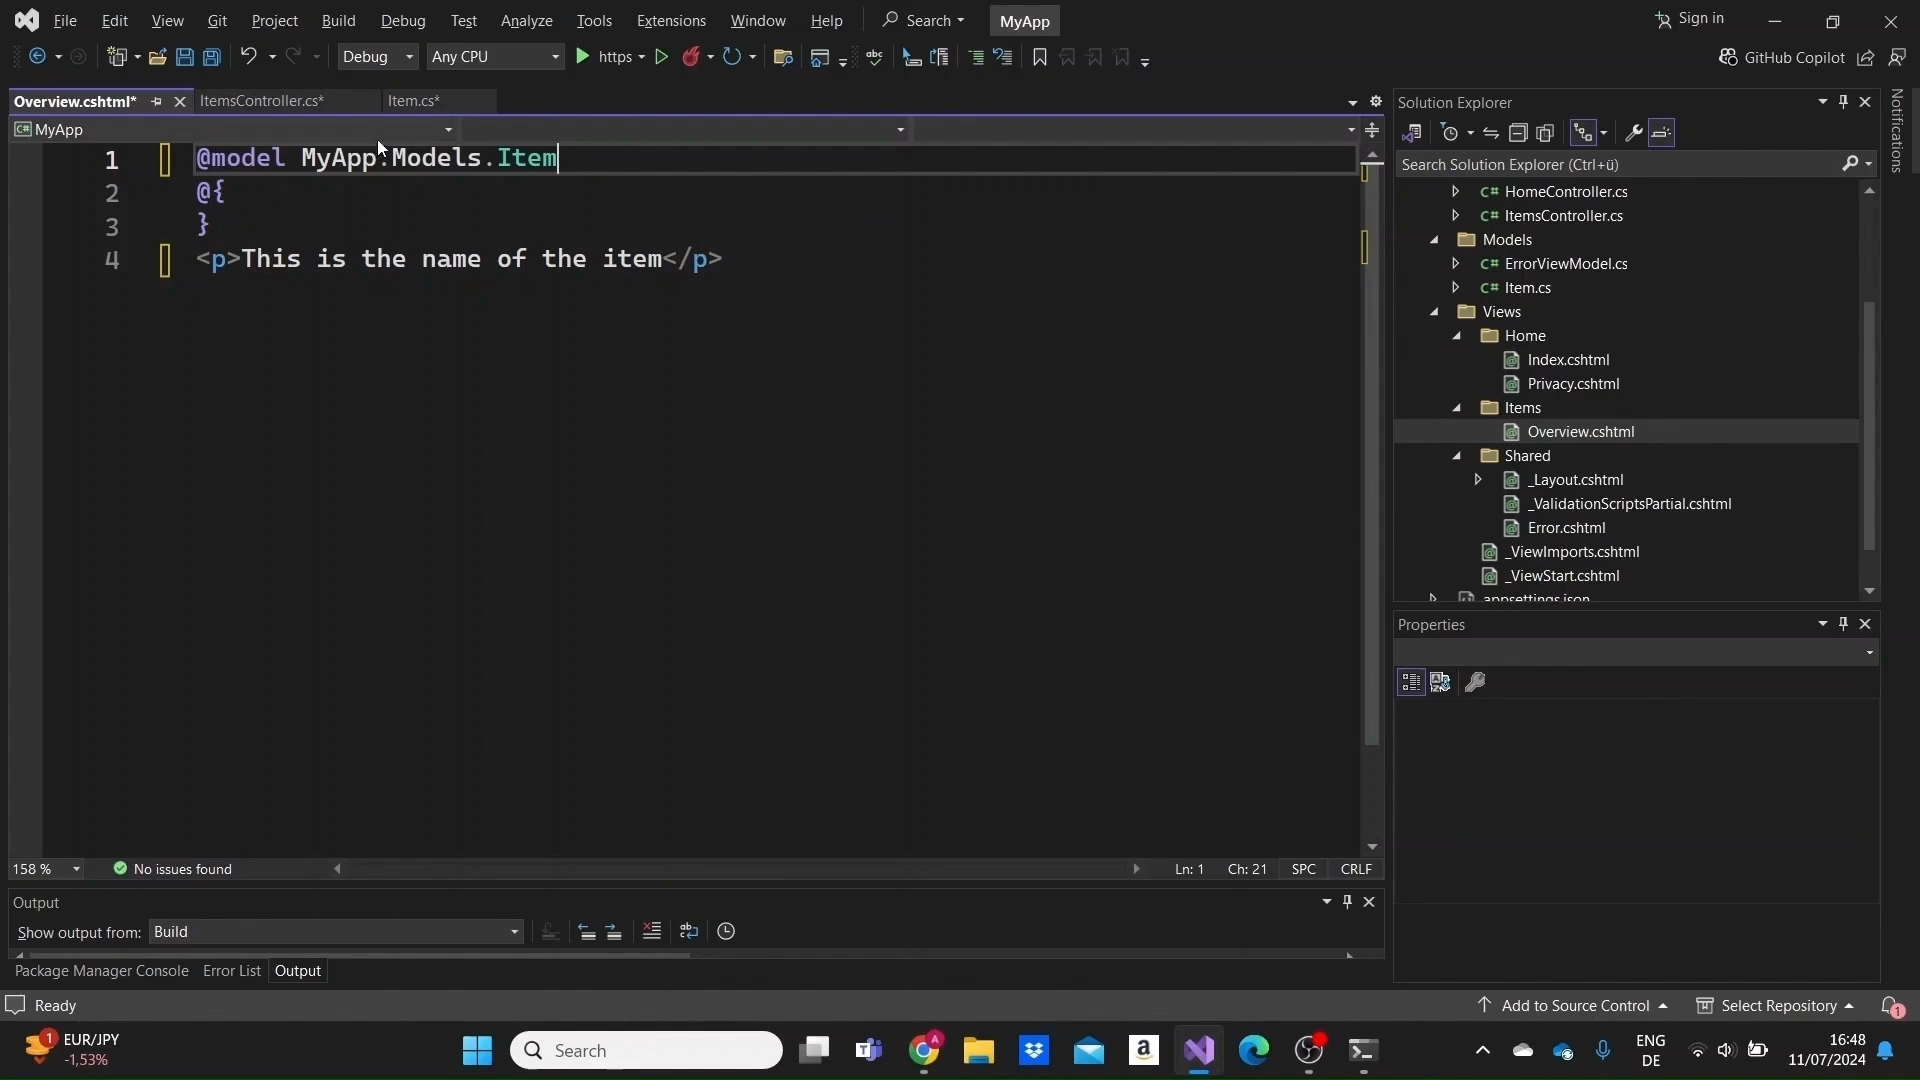 File Edit View Git Project Build Debug Test Analyze Tools Extensions Window Help Search MyApp Sign in
Debug Any CPU https abc GitHub Copilot
Overview.cshtml* ItemsController.cs* Item.cs*
C# MyApp
1 @model MyApp.Models.Item
2 @{
3 }
4 <p>This is the name of the item</p>
158 % No issues found Ln: 1 Ch: 21 SPC CRLF
Output
Show output from: Build
Package Manager Console Error List Output
Solution Explorer
Search Solution Explorer (Ctrl+ü)
C# HomeController.cs
C# ItemsController.cs
Models
C# ErrorViewModel.cs
C# Item.cs
Views
Home
Index.cshtml
Privacy.cshtml
Items
Overview.cshtml
Shared
_Layout.cshtml
_ValidationScriptsPartial.cshtml
Error.cshtml
_ViewImports.cshtml
_ViewStart.cshtml
appsettings.json
Properties
Notifications
Ready Add to Source Control Select Repository 1
1 EUR/JPY
-1,53%
Search
A
ENG
DE
16:48
11/07/2024